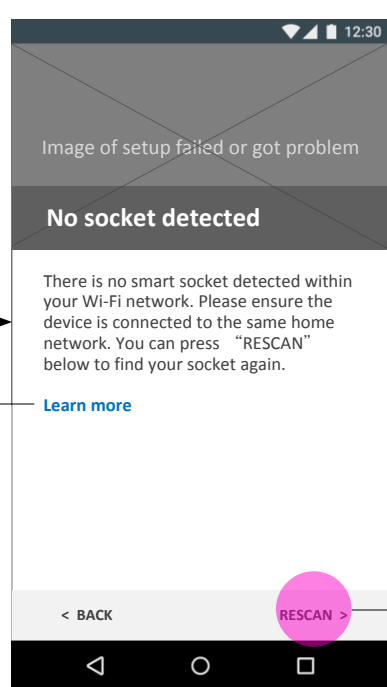 12:30
Image of setup failed or got problem
No socket detected
There is no smart socket detected within
your Wi-Fi network. Please ensure the
device is connected to the same home
network. You can press “RESCAN”
below to find your socket again.
Learn more
< BACK
RESCAN >